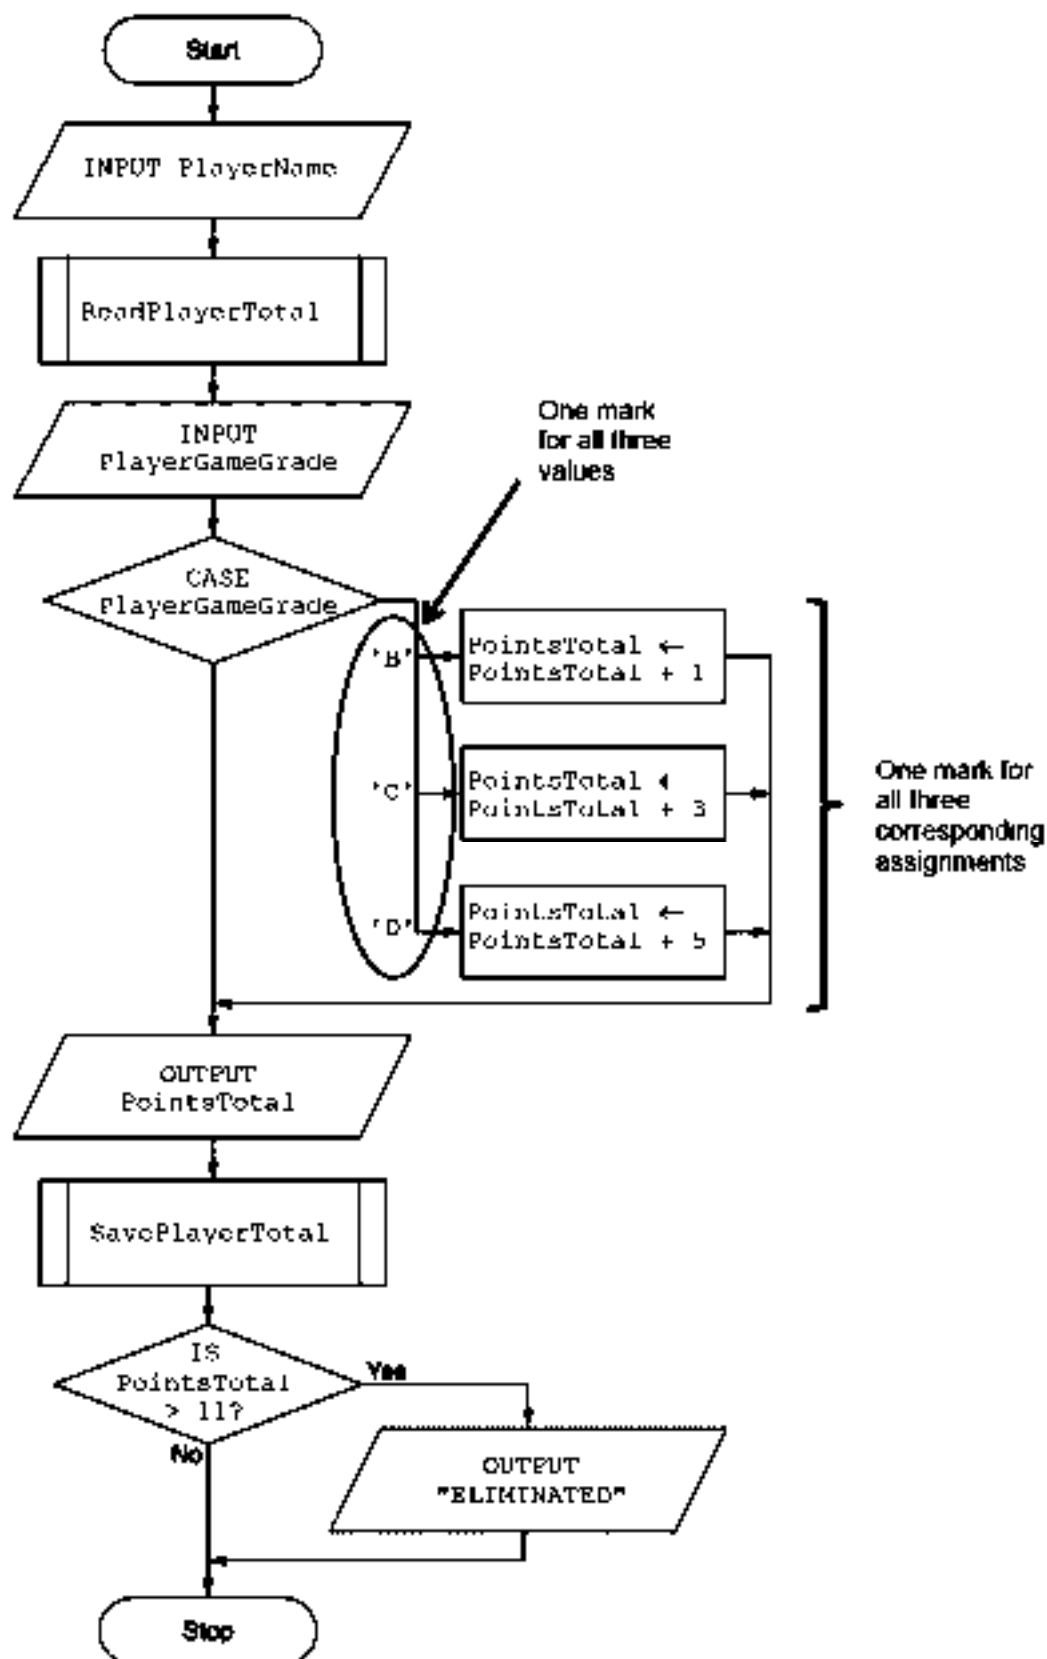 Start
INPUT PlayerName
ReadPlayerTotal
INPUT
PlayerGameGrade
One mark
for all three
values
CASE
PlayerGameGrade
'B'
PointsTotal ←
PointsTotal + 1
'C'
PointsTotal ←
PointsTotal + 3
'D'
PointsTotal ←
PointsTotal + 5
One mark for
all three
corresponding
assignments
OUTPUT
PointsTotal
SavePlayerTotal
IS
PointsTotal
> 11?
Yes
No
OUTPUT
"ELIMINATED"
Stop